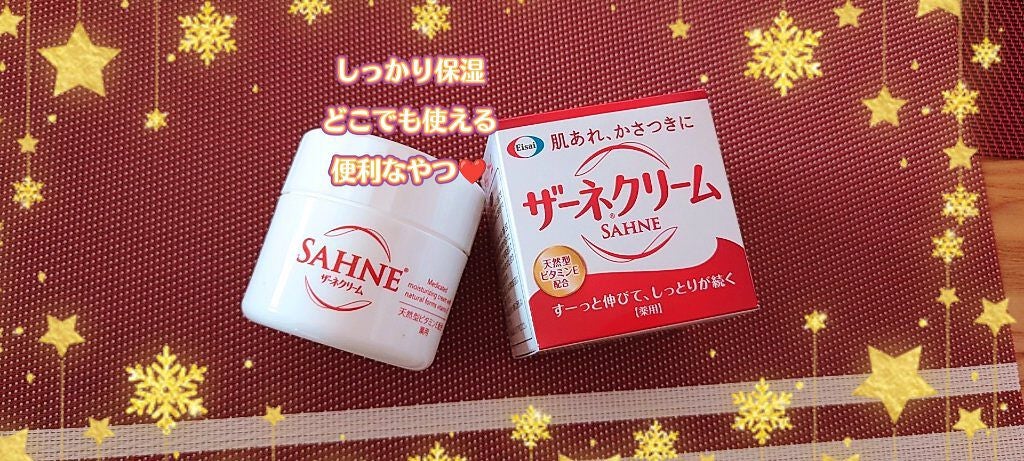 しっかり保湿
どこでも使える
便利なやつ❤️
SAHNE®
ザーネクリーム
Medicated
moisturizing cream
natural forms vitamin
天然型ビタミンE
薬用
Eisai
肌あれ、かさつきに
ザーネクリーム®
SAHNE
天然型
ビタミンE
配合
すーっと伸びて、しっとりが続く
【薬用】